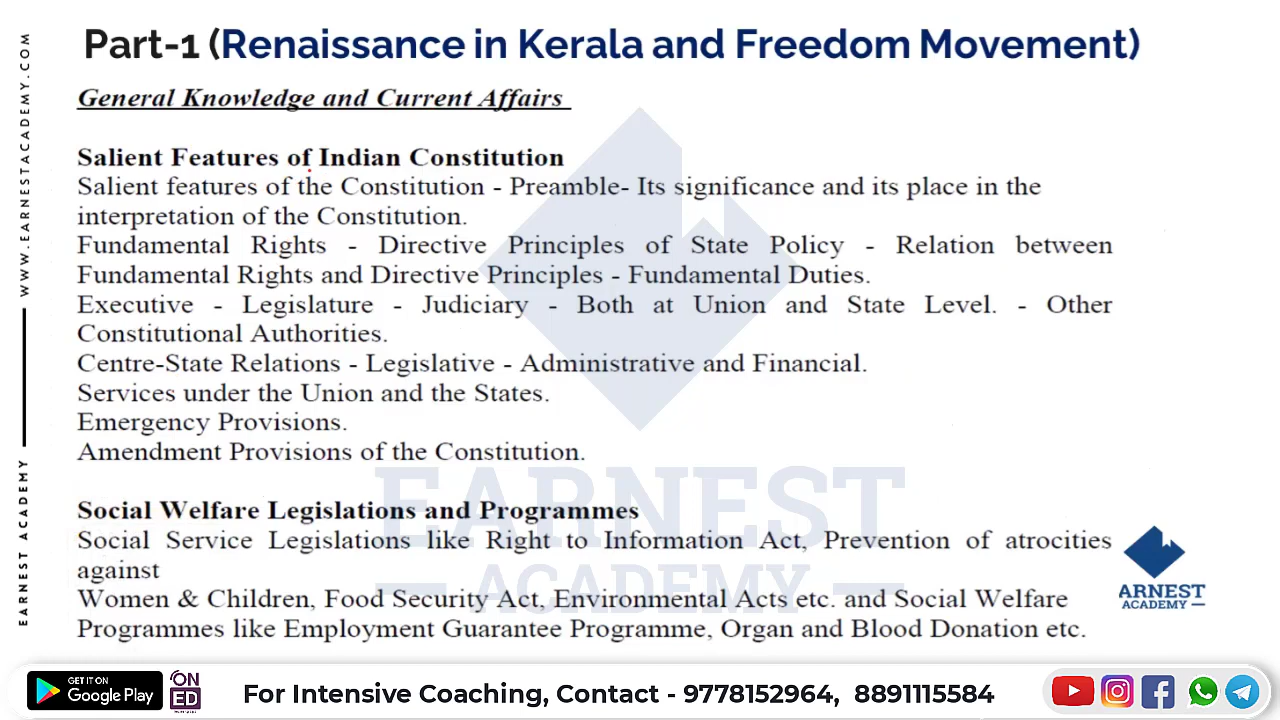 Part-1 (Renaissance in Kerala and Freedom Movement)
General Knowledge and Current Affairs
Salient Features of Indian Constitution
Salient features of the Constitution - Preamble- Its significance and its place in the
interpretation of the Constitution.
Fundamental Rights - Directive Principles of State Policy - Relation between
Fundamental Rights and Directive Principles - Fundamental Duties.
Executive - Legislature - Judiciary - Both at Union and State Level. - Other
Constitutional Authorities.
Centre-State Relations - Legislative - Administrative and Financial.
Services under the Union and the States.
Emergency Provisions.
Amendment Provisions of the Constitution.
Social Welfare Legislations and Programmes
Social Service Legislations like Right to Information Act, Prevention of atrocities
against
Women & Children, Food Security Act, Environmental Acts etc. and Social Welfare
Programmes like Employment Guarantee Programme, Organ and Blood Donation etc.
WWW.EARNESTACADEMY.COM
EARNEST ACADEMY
EARNEST
ACADEMY
ARNEST
ACADEMY
GET IT ON
Google Play
ON
ED
For Intensive Coaching, Contact - 9778152964, 8891115584